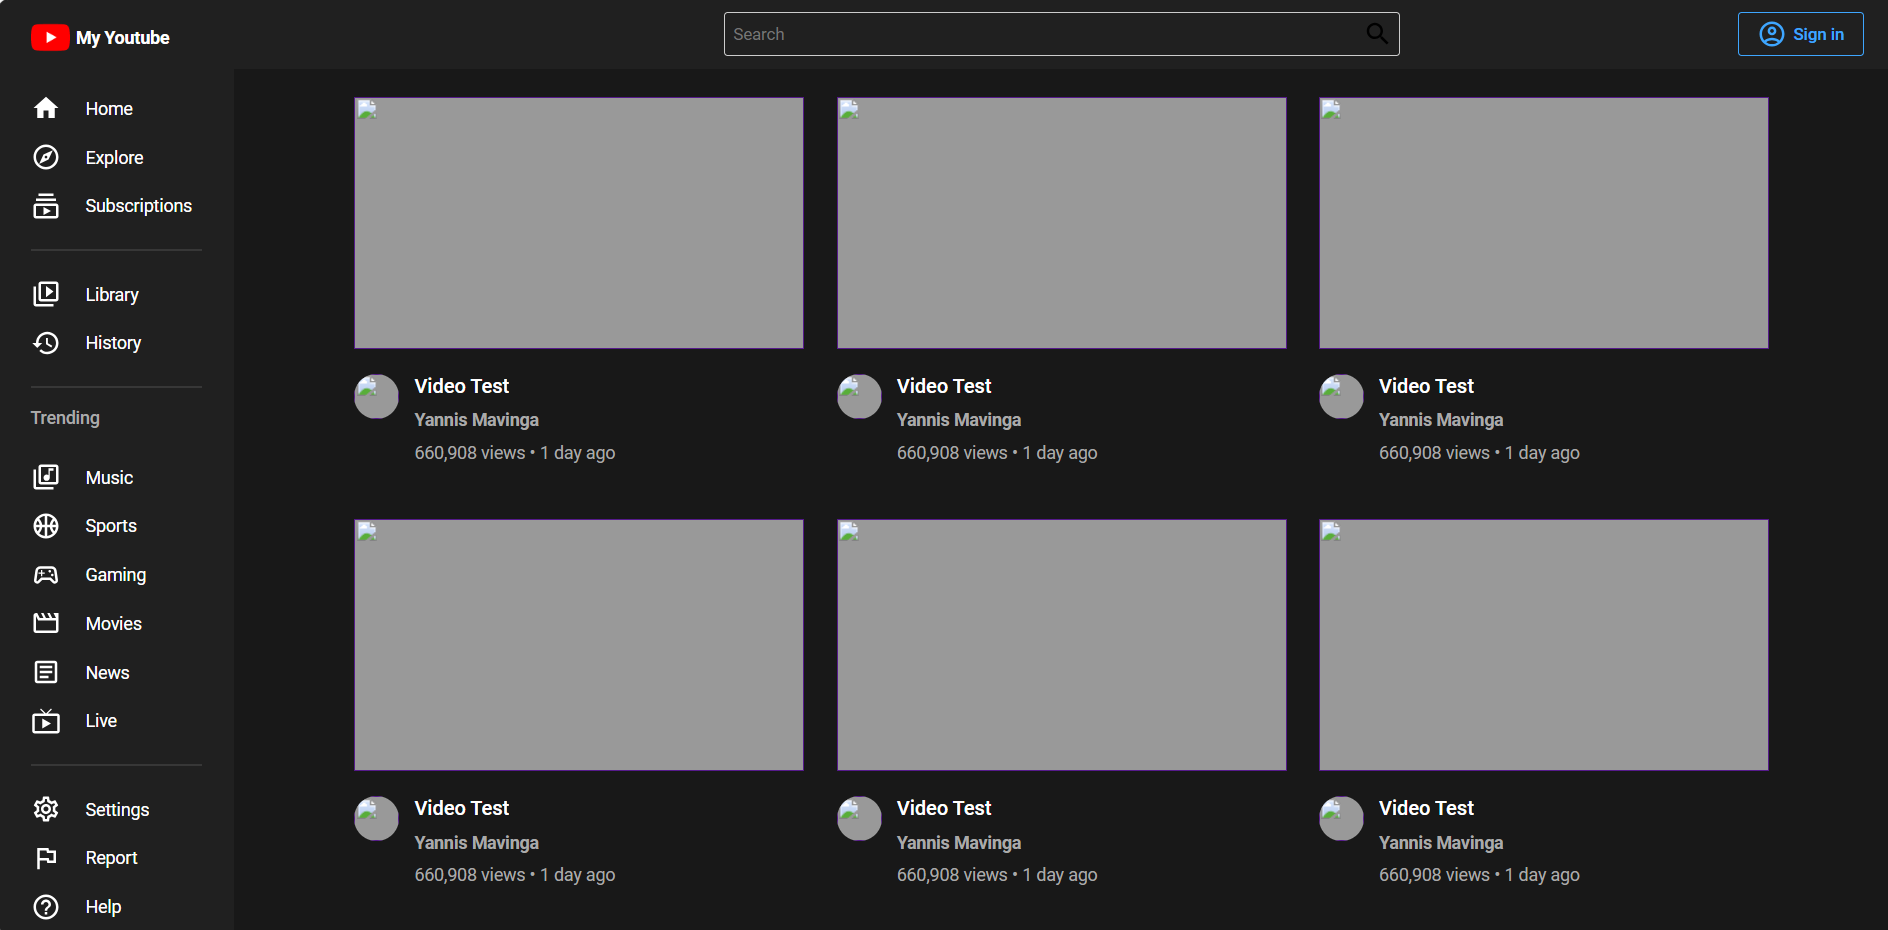 My Youtube
Search
Sign in
Home
Explore
Subscriptions
Library
History
Trending
Music
Sports
Gaming
Movies
News
Live
Settings
Report
Help
Video Test
Yannis Mavinga
660,908 views • 1 day ago
Video Test
Yannis Mavinga
660,908 views • 1 day ago
Video Test
Yannis Mavinga
660,908 views • 1 day ago
Video Test
Yannis Mavinga
660,908 views • 1 day ago
Video Test
Yannis Mavinga
660,908 views • 1 day ago
Video Test
Yannis Mavinga
660,908 views • 1 day ago